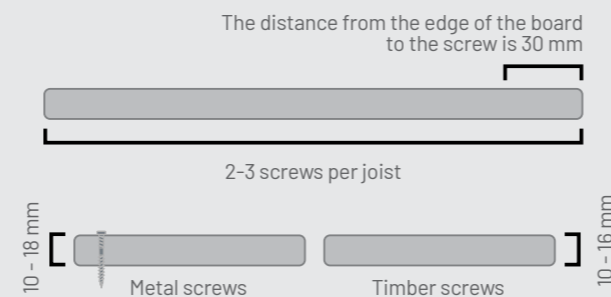 The distance from the edge of the board
to the screw is 30 mm
2-3 screws per joist
10 - 18 mm
Metal screws
Timber screws
10 - 16 mm